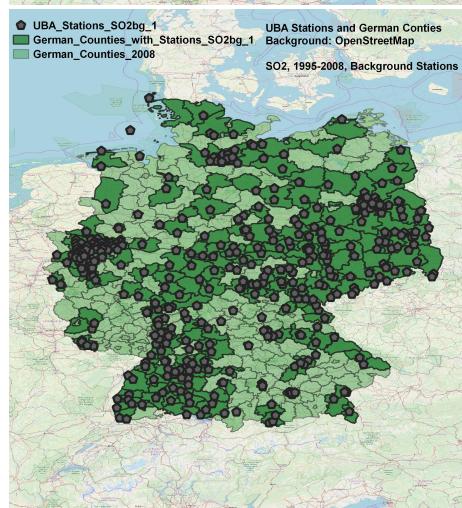 UBA_Stations_SO2bg_1
German_Counties_with_Stations_SO2bg_1
German_Counties_2008
UBA Stations and German Conties
Background: OpenStreetMap
SO2, 1995-2008, Background Stations